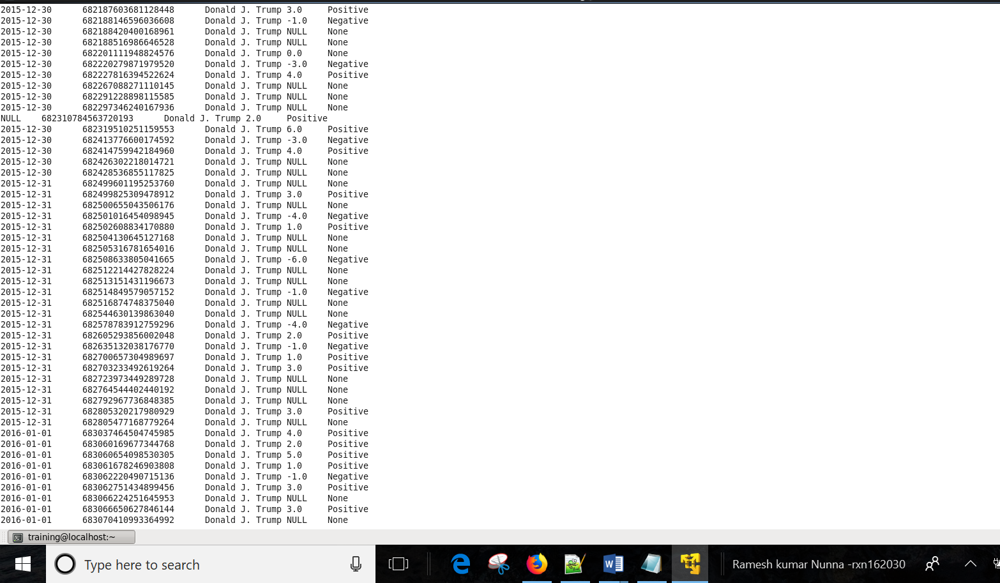 2015-12-30 682187603681128448 Donald J. Trump 3.0 Positive
2015-12-30 682188146596036608 Donald J. Trump -1.0 Negative
2015-12-30 682188420400168961 Donald J. Trump NULL None
2015-12-30 682188516986646528 Donald J. Trump NULL None
2015-12-30 682201111948824576 Donald J. Trump 0.0 None
2015-12-30 682220279871979520 Donald J. Trump -3.0 Negative
2015-12-30 682227816394522624 Donald J. Trump 4.0 Positive
2015-12-30 682267088271110145 Donald J. Trump NULL None
2015-12-30 682291228898115585 Donald J. Trump NULL None
2015-12-30 682297346240167936 Donald J. Trump NULL None
NULL 682310784563720193 Donald J. Trump 2.0 Positive
2015-12-30 682319510251159553 Donald J. Trump 6.0 Positive
2015-12-30 682413776600174592 Donald J. Trump -3.0 Negative
2015-12-30 682414759942184960 Donald J. Trump 4.0 Positive
2015-12-30 682426302218014721 Donald J. Trump NULL None
2015-12-30 682428536855117825 Donald J. Trump NULL None
2015-12-31 682499601195253760 Donald J. Trump NULL None
2015-12-31 682499825309478912 Donald J. Trump 3.0 Positive
2015-12-31 682500655043506176 Donald J. Trump NULL None
2015-12-31 682501016454098945 Donald J. Trump -4.0 Negative
2015-12-31 682502608834170880 Donald J. Trump 1.0 Positive
2015-12-31 682504130645127168 Donald J. Trump NULL None
2015-12-31 682505316781654016 Donald J. Trump NULL None
2015-12-31 682508633805041665 Donald J. Trump -6.0 Negative
2015-12-31 682512214427828224 Donald J. Trump NULL None
2015-12-31 682513151431196673 Donald J. Trump NULL None
2015-12-31 682514849579057152 Donald J. Trump -1.0 Negative
2015-12-31 682516874748375040 Donald J. Trump NULL None
2015-12-31 682544630139863040 Donald J. Trump NULL None
2015-12-31 682578783912759296 Donald J. Trump -4.0 Negative
2015-12-31 682605293856002048 Donald J. Trump 2.0 Positive
2015-12-31 682635132038176770 Donald J. Trump -1.0 Negative
2015-12-31 682700657304989697 Donald J. Trump 1.0 Positive
2015-12-31 682703233492619264 Donald J. Trump 3.0 Positive
2015-12-31 682723973449289728 Donald J. Trump NULL None
2015-12-31 682764544402440192 Donald J. Trump NULL None
2015-12-31 682792967736848385 Donald J. Trump NULL None
2015-12-31 682805320217980929 Donald J. Trump 3.0 Positive
2015-12-31 682805477168779264 Donald J. Trump NULL None
2016-01-01 683037464504745985 Donald J. Trump 4.0 Positive
2016-01-01 683060169677344768 Donald J. Trump 2.0 Positive
2016-01-01 683060654098530305 Donald J. Trump 5.0 Positive
2016-01-01 683061678246903808 Donald J. Trump 1.0 Positive
2016-01-01 683062220490715136 Donald J. Trump -1.0 Negative
2016-01-01 683062751434899456 Donald J. Trump 3.0 Positive
2016-01-01 683066224251645953 Donald J. Trump NULL None
2016-01-01 683066650627846144 Donald J. Trump 3.0 Positive
2016-01-01 683070410993364992 Donald J. Trump NULL None
training@localhost:~
Type here to search Ramesh kumar Nunna -rxn162030